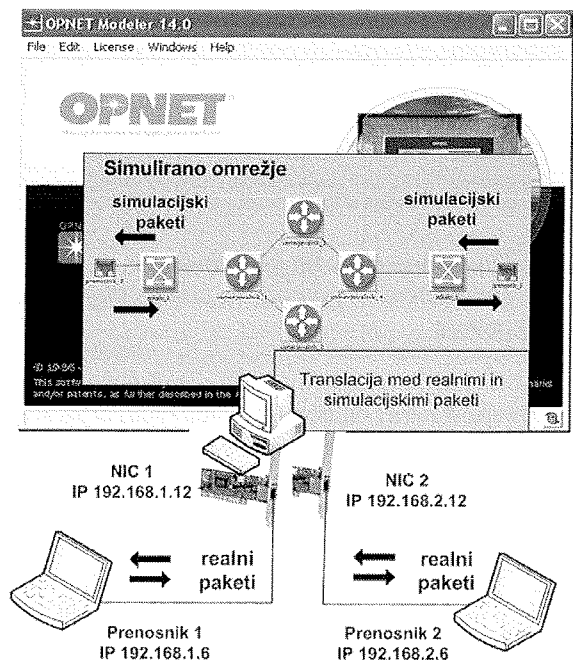 OPNET Modeler 14.0
File Edit License Windows Help
OPNET
Simulirano omrežje
simulacijski
paketi
simulacijski
paketi
Translacija med realnimi in
simulacijskimi paketi
and/or patents, as further described in the
NIC 1
IP 192.168.1.12
NIC 2
IP 192.168.2.12
realni
paketi
realni
paketi
Prenosnik 1
IP 192.168.1.6
Prenosnik 2
IP 192.168.2.6